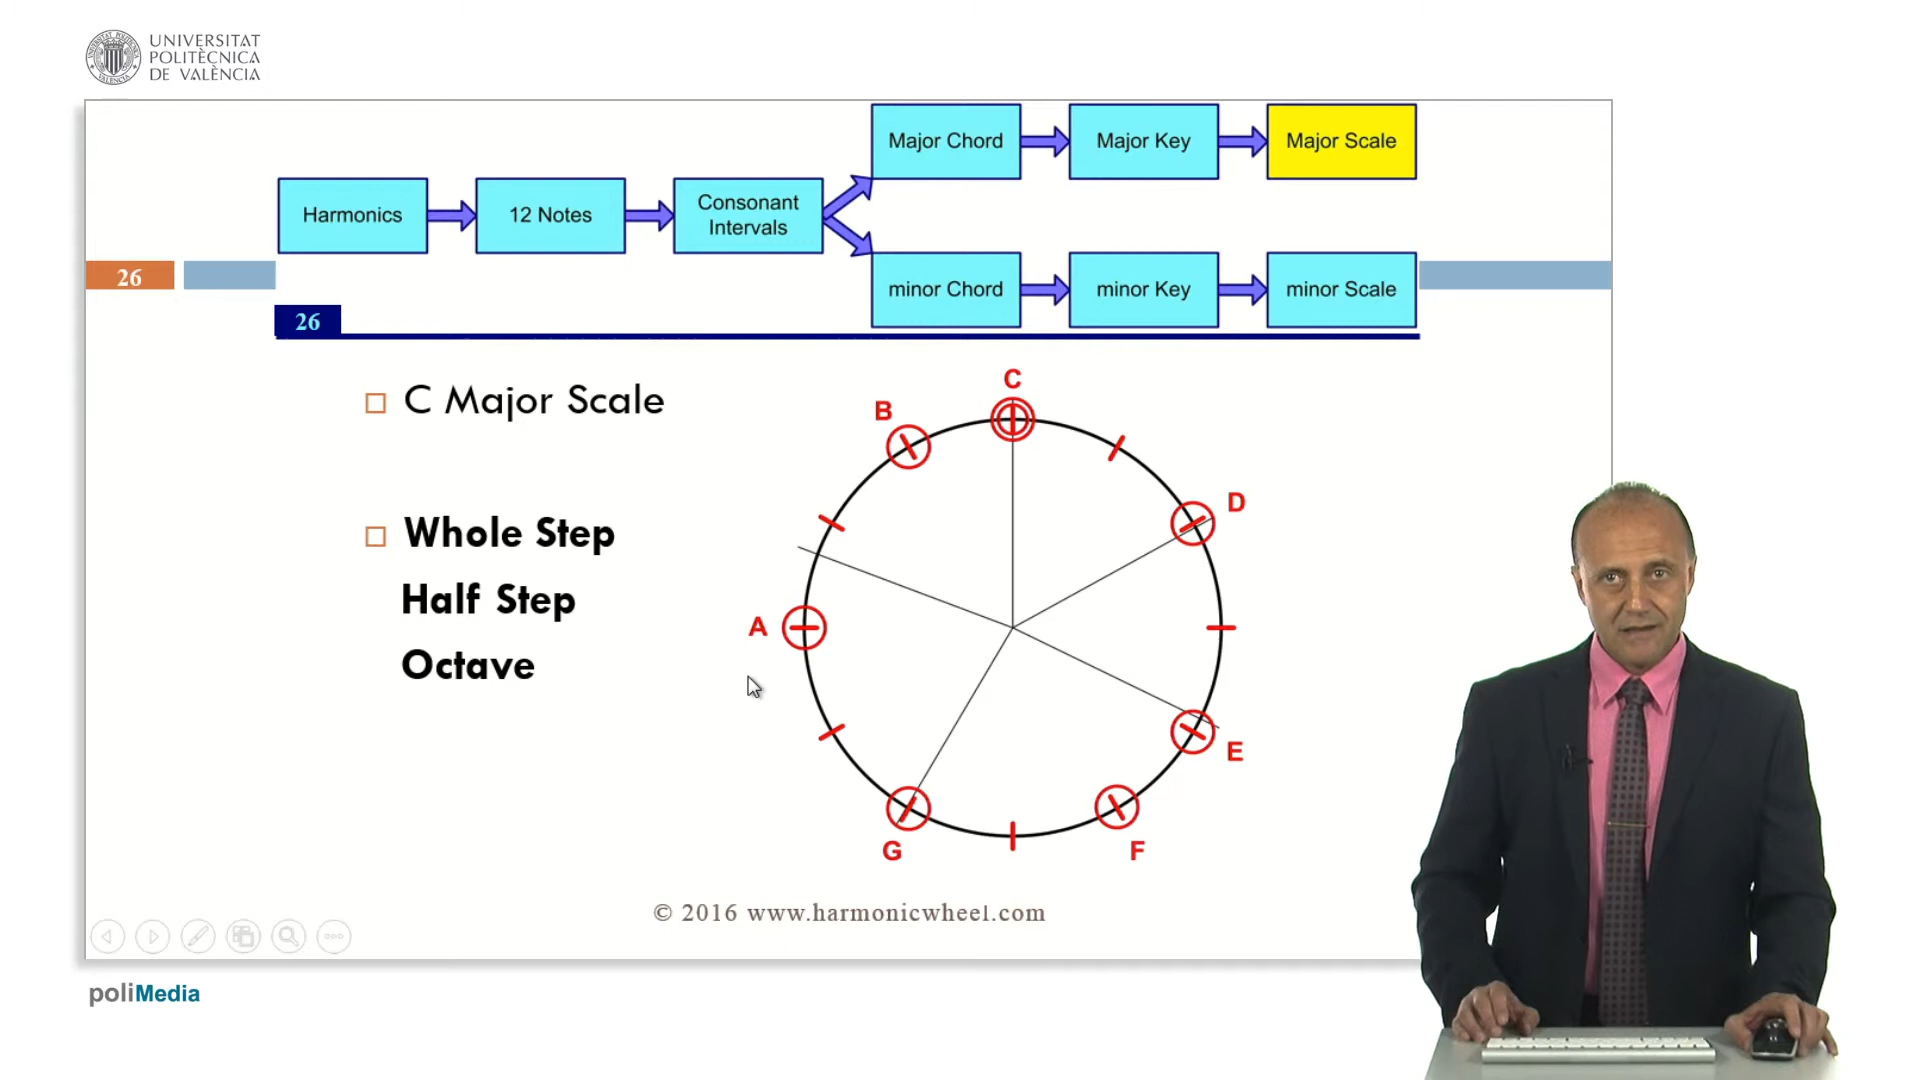 UNIVERSITAT
POLITÈCNICA
DE VALÈNCIA
Major Chord
Major Key
Major Scale
Harmonics
12 Notes
Consonant
Intervals
minor Chord
minor Key
minor Scale
26
26
C Major Scale
Whole Step
Half Step
Octave
C
B
D
A
E
G
F
© 2016 www.harmonicwheel.com
poliMedia